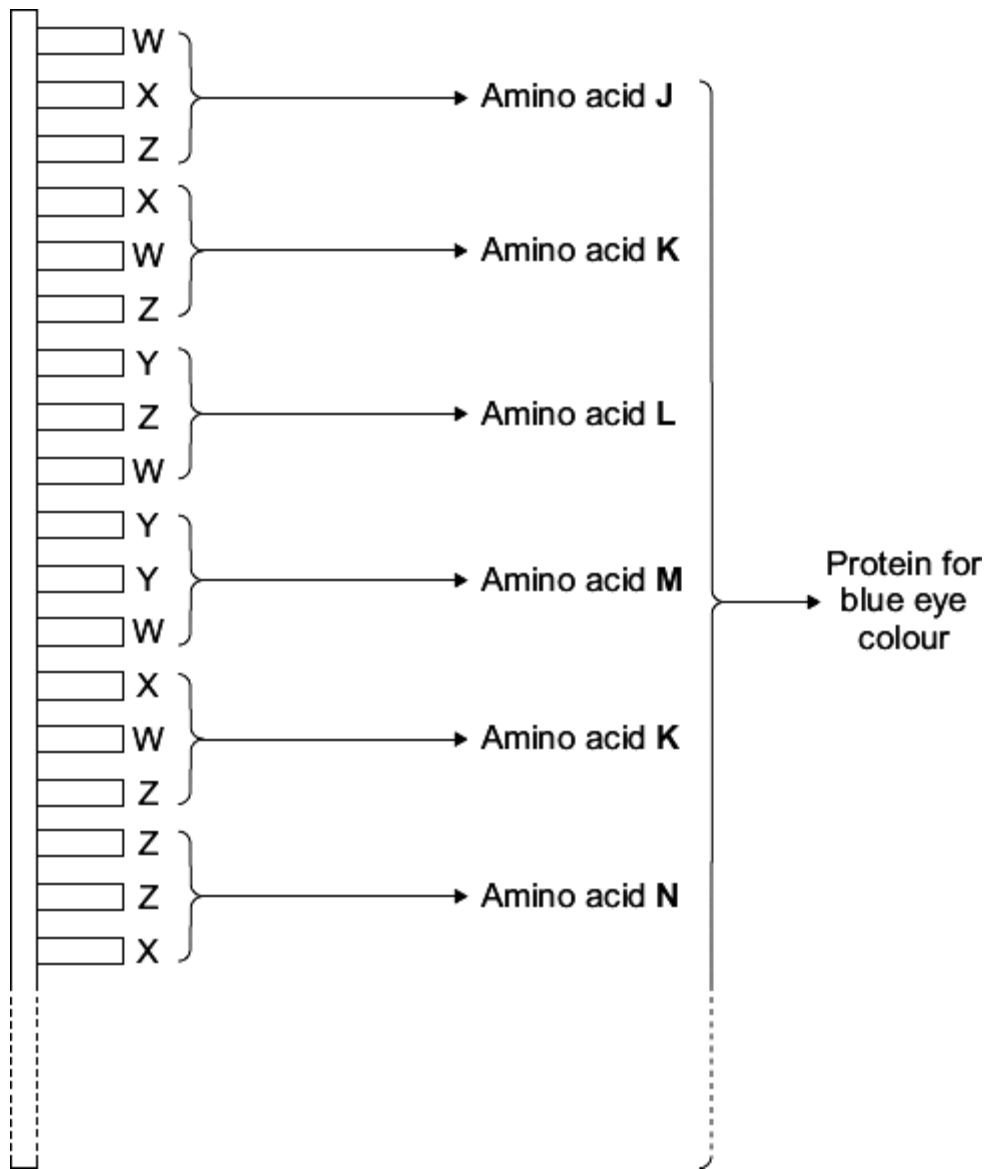 W
X
Amino acid J
Z
X
W
Amino acid K
Z
Y
Z
Amino acid L
W
Y
Y
Amino acid M
W
Protein for
blue eye
colour
X
W
Amino acid K
Z
Z
Z
Amino acid N
X